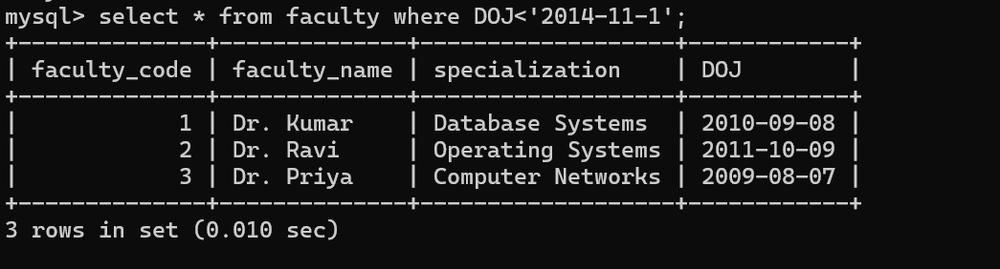 mysql> select * from faculty where DOJ<'2014-11-1';
+--------------+--------------+-------------------+------------+
| faculty_code | faculty_name | specialization    | DOJ        |
+--------------+--------------+-------------------+------------+
|            1 | Dr. Kumar    | Database Systems  | 2010-09-08 |
|            2 | Dr. Ravi     | Operating Systems | 2011-10-09 |
|            3 | Dr. Priya    | Computer Networks | 2009-08-07 |
+--------------+--------------+-------------------+------------+
3 rows in set (0.010 sec)